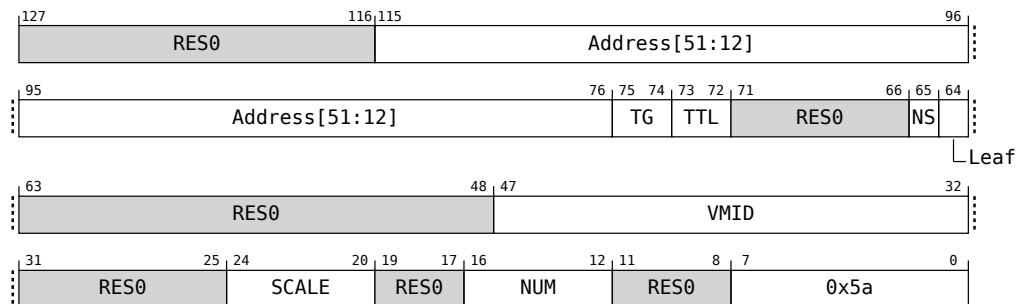 127 116 115 96
RES0 Address[51:12]
95 76 75 74 73 72 71 66 65 64
Address[51:12] TG TTL RES0 NS
Leaf
63 48 47 32
RES0 VMID
31 25 24 20 19 17 16 12 11 8 7 0
RES0 SCALE RES0 NUM RES0 0x5a